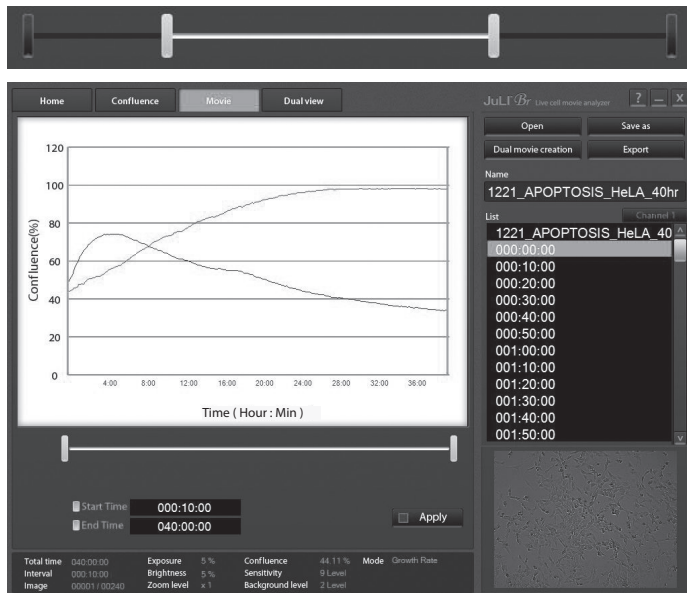 Home Confluence Movie Dual view
JuLI Br Live cell movie analyzer ? – X
Open Save as
Dual movie creation Export
Name
1221_APOPTOSIS_HeLA_40hr
List Channel 1
1221_APOPTOSIS_HeLA_40
000:00:00
000:10:00
000:20:00
000:30:00
000:40:00
000:50:00
001:00:00
001:10:00
001:20:00
001:30:00
001:40:00
001:50:00
Confluence(%)
120
100
80
60
40
20
0
4:00 8:00 12:00 16:00 20:00 24:00 28:00 32:00 36:00
Time ( Hour : Min )
Start Time 000:10:00
End Time 040:00:00
Apply
Total time 040:00:00 Exposure 5 % Confluence 44.11 % Mode Growth Rate
Interval 000:10:00 Brightness 5 % Sensitivity 9 Level
Image 00001 / 00240 Zoom level x 1 Background level 2 Level